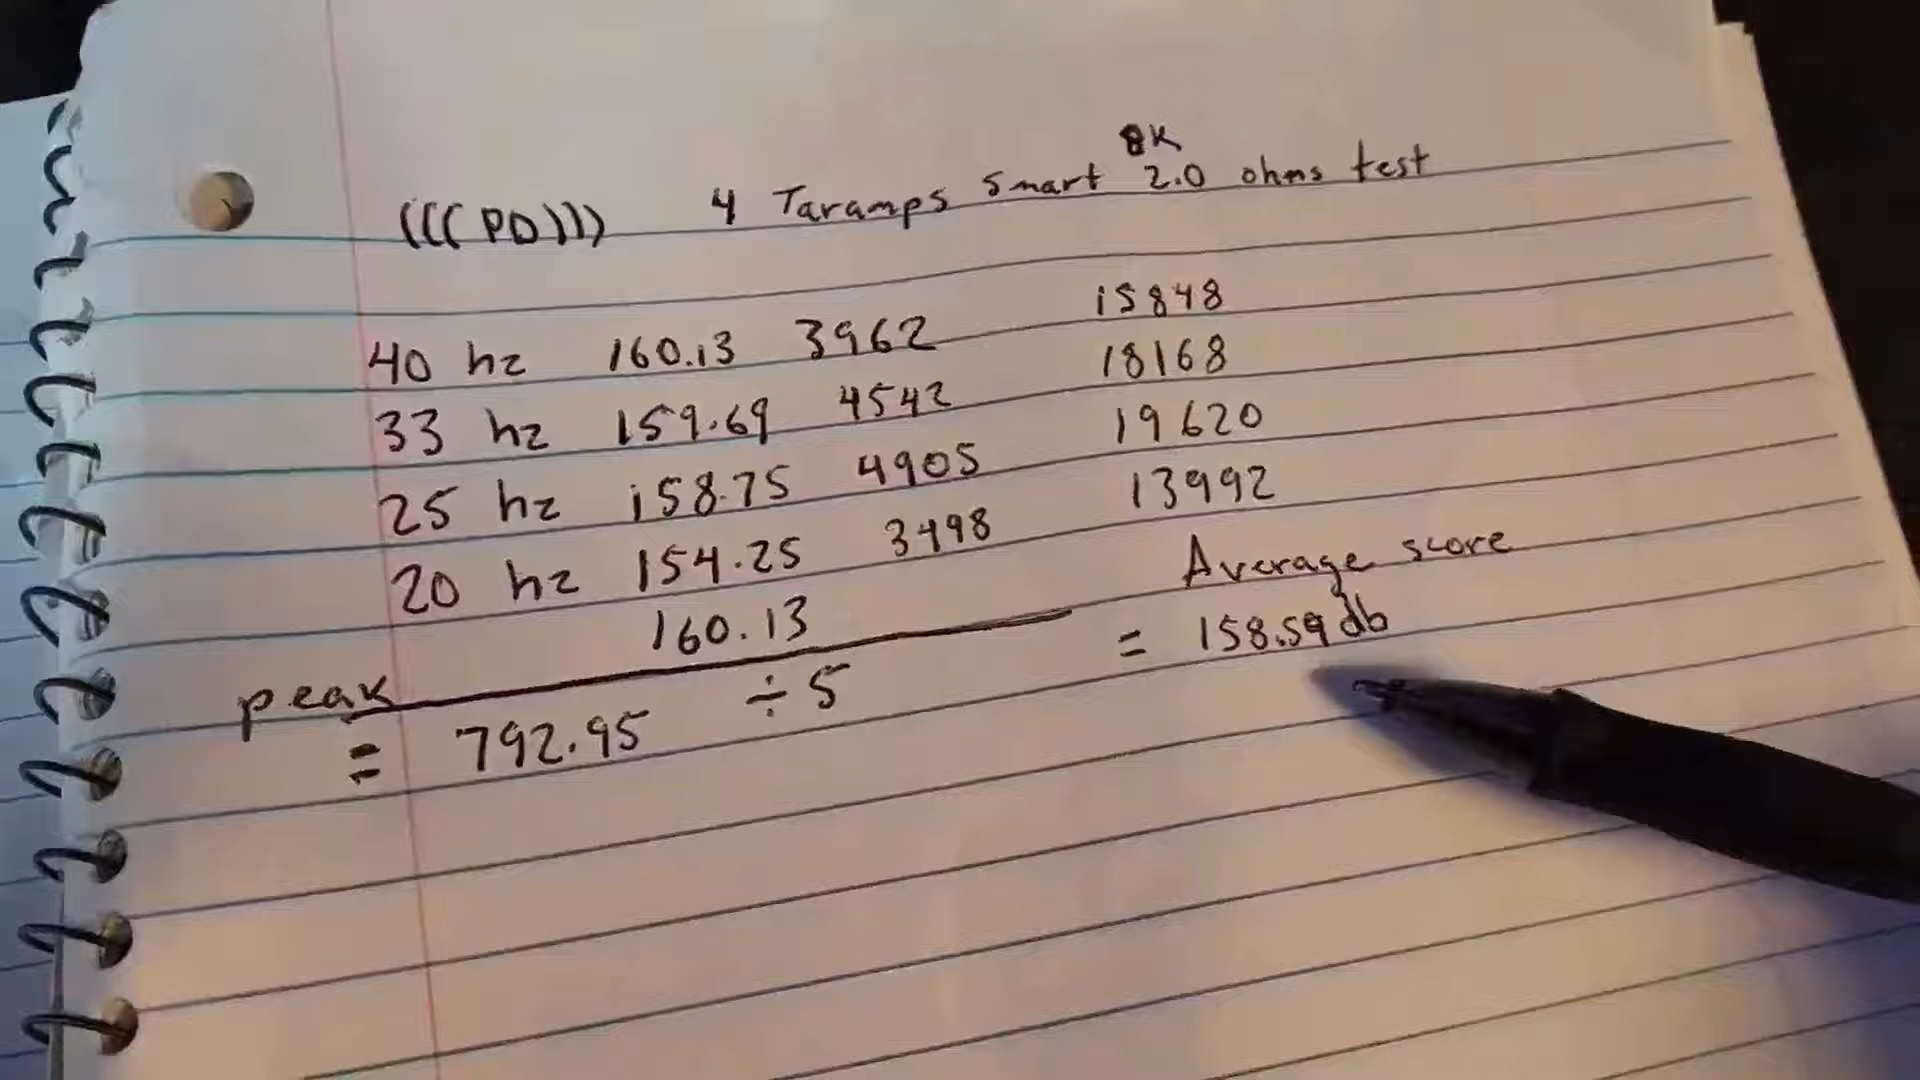 8K
(((PD))) 4 Taramps Smart 2.0 ohms test
40 hz 160.13 3962 15848
33 hz 159.69 4542 18168
25 hz 158.75 4905 19620
20 hz 154.25 3498 13992
peak 160.13 Average score
= 792.95 ÷ 5 = 158.59 db